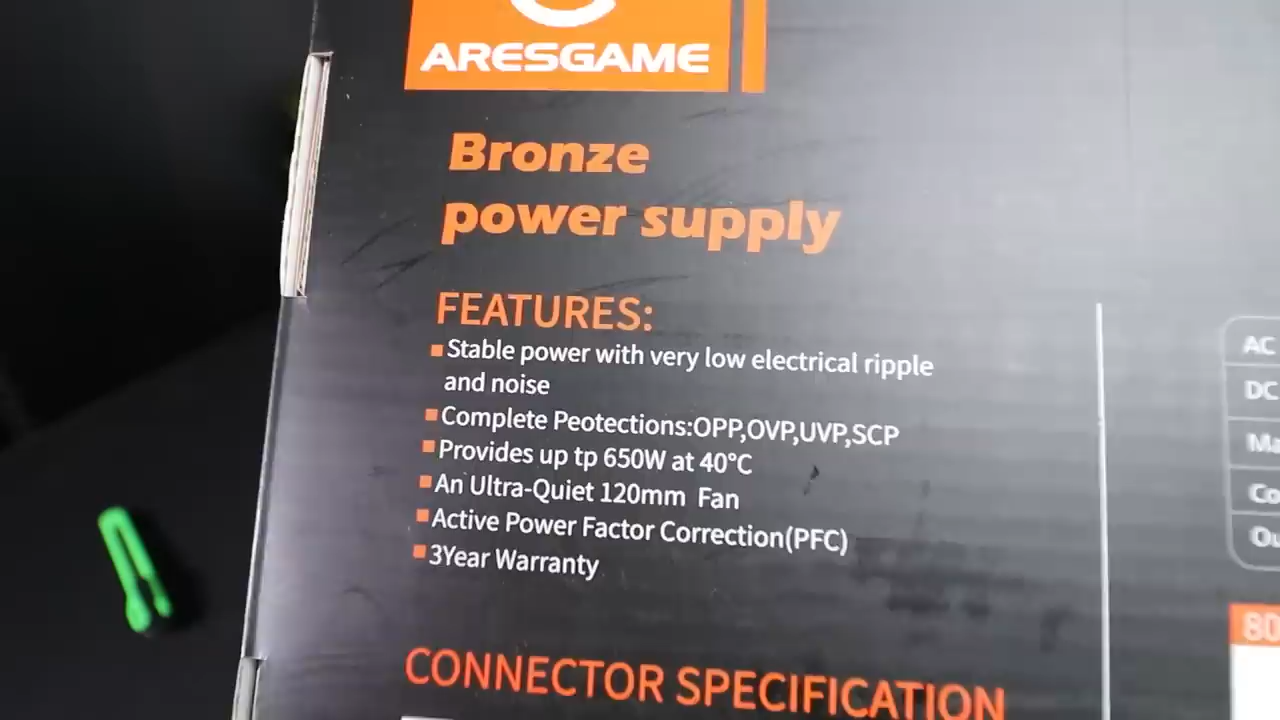 ARESGAME
Bronze
power supply
FEATURES:
Stable power with very low electrical ripple
and noise
Complete Peotections:OPP,OVP,UVP,SCP
Provides up tp 650W at 40°C
An Ultra-Quiet 120mm Fan
Active Power Factor Correction(PFC)
3Year Warranty
AC
DC
CONNECTOR SPECIFICATION
80